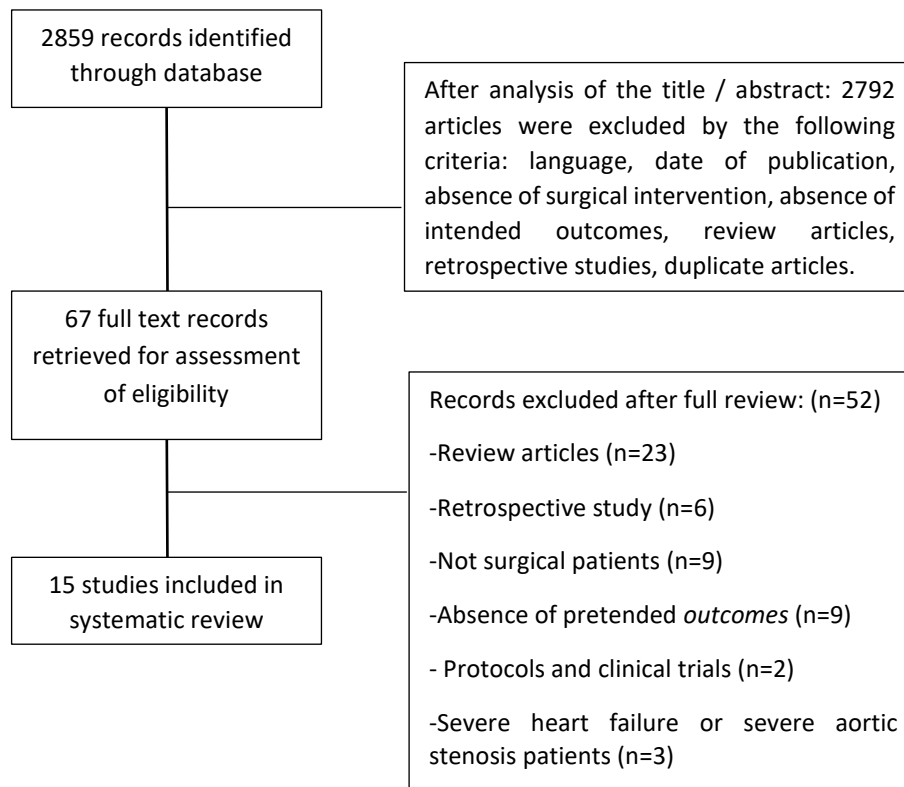 2859 records identified
through database
After analysis of the title / abstract: 2792
articles were excluded by the following
criteria: language, date of publication,
absence of surgical intervention, absence of
intended outcomes, review articles,
retrospective studies, duplicate articles.
67 full text records
retrieved for assessment
of eligibility
Records excluded after full review: (n=52)
-Review articles (n=23)
-Retrospective study (n=6)
-Not surgical patients (n=9)
-Absence of pretended outcomes (n=9)
- Protocols and clinical trials (n=2)
-Severe heart failure or severe aortic
stenosis patients (n=3)
15 studies included in
systematic review